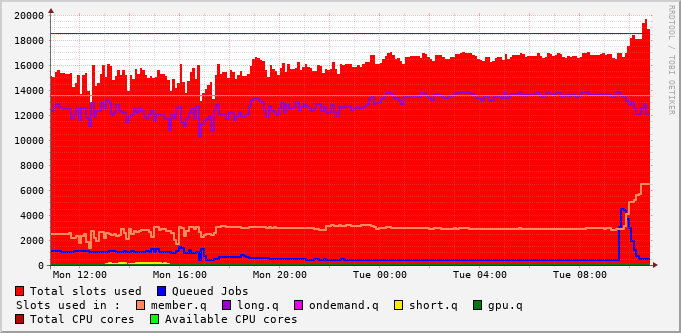 RRDTOOL / TOBI OETIKER
20000
18000
16000
14000
12000
10000
8000
6000
4000
2000
0
Mon 12:00 Mon 16:00 Mon 20:00 Tue 00:00 Tue 04:00 Tue 08:00
Total slots used Queued Jobs
Slots used in : member.q long.q ondemand.q short.q gpu.q
Total CPU cores Available CPU cores